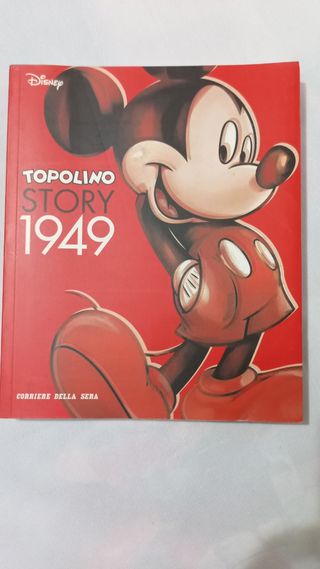 Disney
TOPOLINO
STORY
1949
CORRIERE DELLA SERA